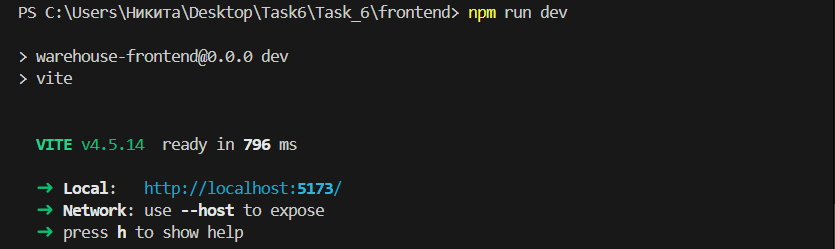 PS C:\Users\Никита\Desktop\Task6\Task_6\frontend> npm run dev
> warehouse-frontend@0.0.0 dev
> vite
VITE v4.5.14  ready in 796 ms
➜ Local:   http://localhost:5173/
➜ Network: use --host to expose
➜ press h to show help